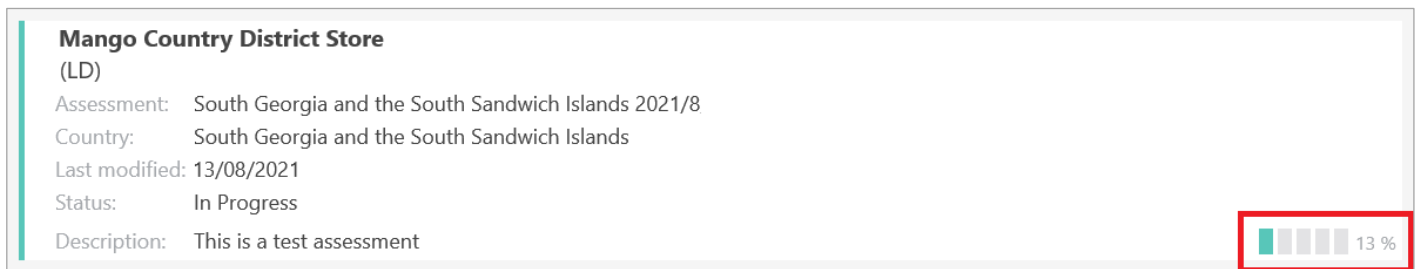 Mango Country District Store
(LD)
Assessment: South Georgia and the South Sandwich Islands 2021/8
Country: South Georgia and the South Sandwich Islands
Last modified: 13/08/2021
Status: In Progress
Description: This is a test assessment
13 %